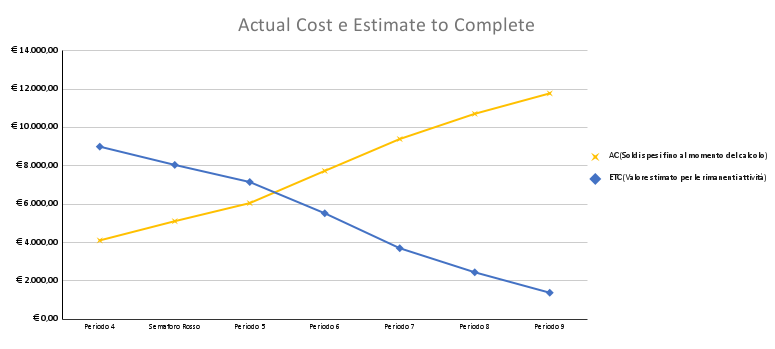 Actual Cost e Estimate to Complete
€ 14.000,00
€ 12.000,00
€ 10.000,00
€ 8.000,00
€ 6.000,00
€ 4.000,00
€ 2.000,00
€ 0,00
Periodo 4 Semaforo Rosso Periodo 5 Periodo 6 Periodo 7 Periodo 8 Periodo 9
AC(Soldi spesi fino al momento del calcolo)
ETC(Valore stimato per le rimanenti attività)